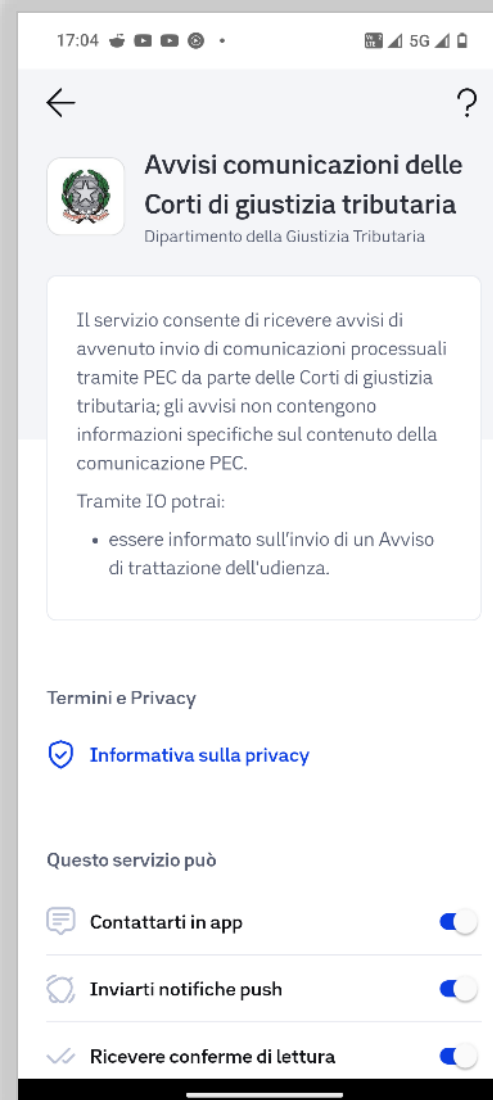 17:04
5G
?
Avvisi comunicazioni delle
Corti di giustizia tributaria
Dipartimento della Giustizia Tributaria
Il servizio consente di ricevere avvisi di
avvenuto invio di comunicazioni processuali
tramite PEC da parte delle Corti di giustizia
tributaria; gli avvisi non contengono
informazioni specifiche sul contenuto della
comunicazione PEC.
Tramite IO potrai:
• essere informato sull'invio di un Avviso
di trattazione dell'udienza.
Termini e Privacy
Informativa sulla privacy
Questo servizio può
Contattarti in app
Inviarti notifiche push
Ricevere conferme di lettura